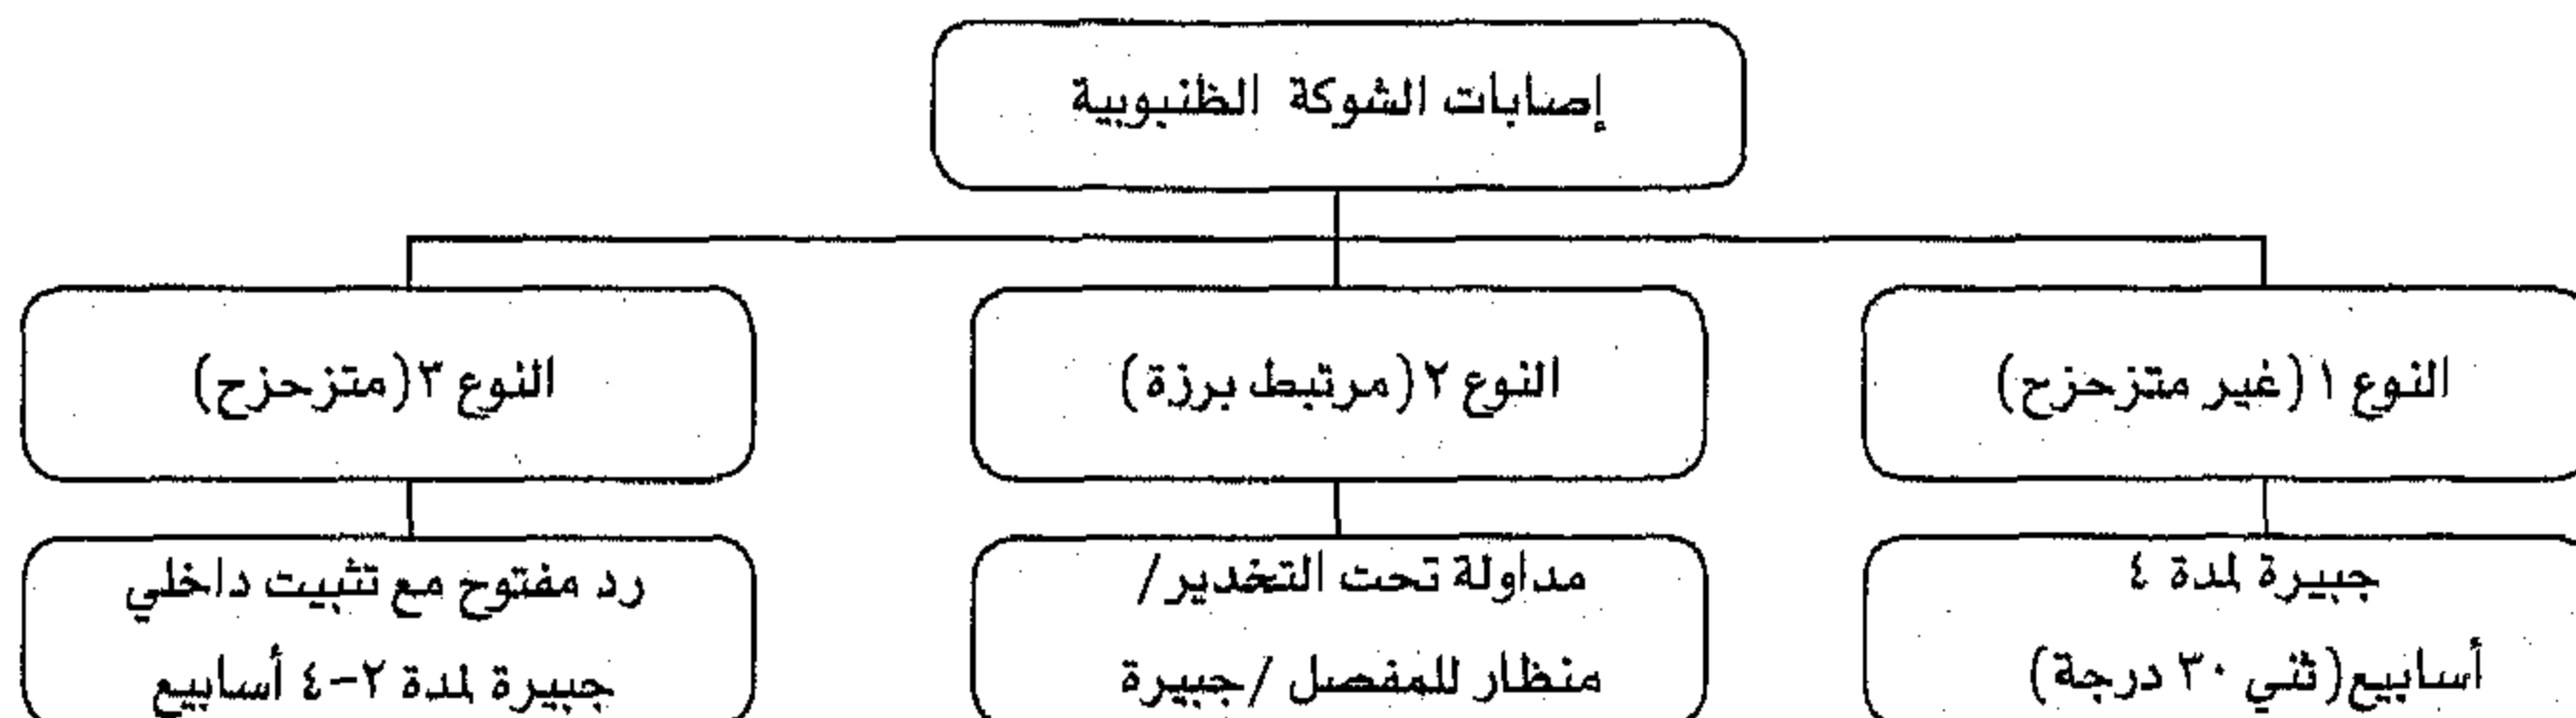 إصابات الشوكة الظنبوبية
النوع ١ (غير متزحزح)
النوع ٢ (مرتبط برزة)
النوع ٣ (متزحزح)
جبيرة لمدة ٤
أسابيع (ثني ٣٠ درجة)
مداولة تحت التخدير/
منظار للمفصل /جبيرة
رد مفتوح مع تثبيت داخلي
جبيرة لمدة ٢-٤ أسابيع